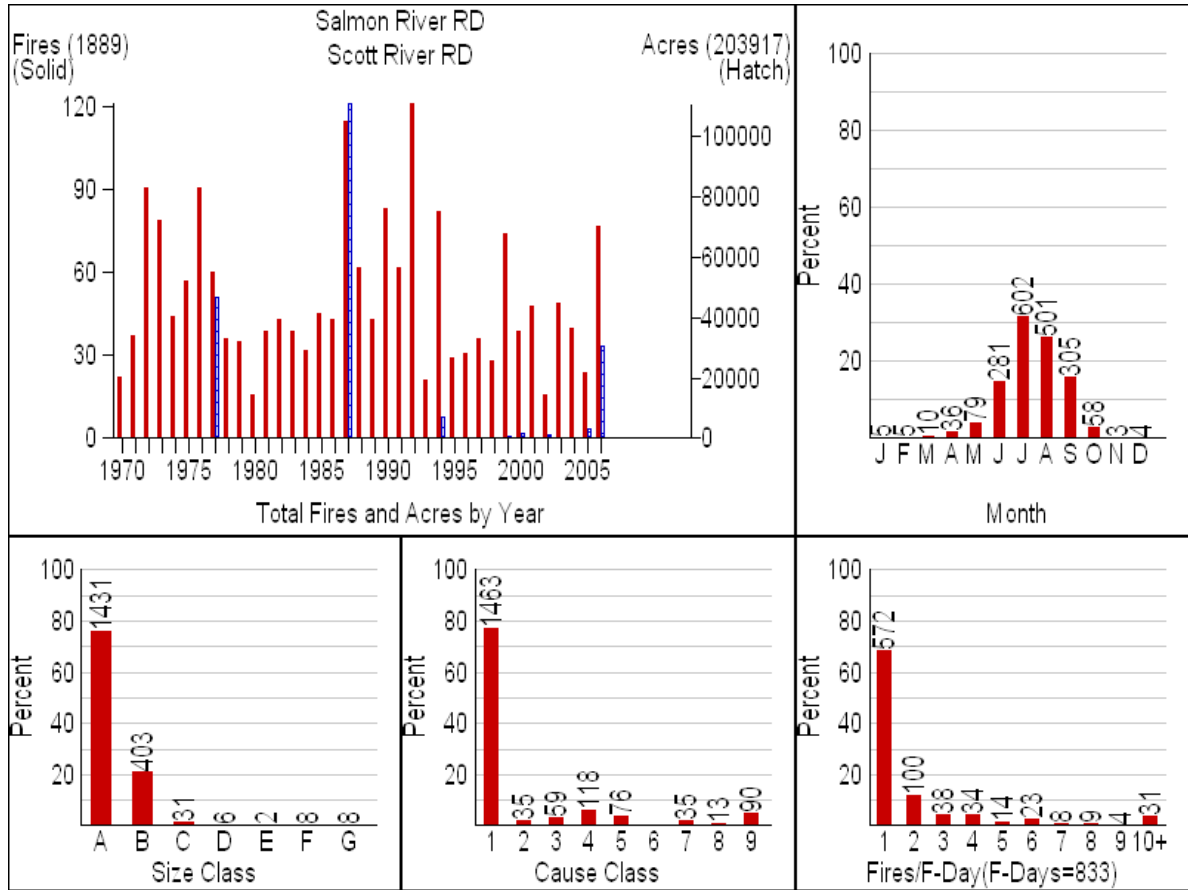 Salmon River RD
Scott River RD
Fires (1889)
(Solid)
Acres (203917)
(Hatch)
120
90
60
30
0
100000
80000
60000
40000
20000
0
1970 1975 1980 1985 1990 1995 2000 2005
Total Fires and Acres by Year
Percent
100
80
60
40
20
5 5 10 36 79 281 602 501 305 58 3 4
J F M A M J J A S O N D
Month
Percent
100
80
60
40
20
1431 403 31 6 2 8 8
A B C D E F G
Size Class
Percent
100
80
60
40
20
1463 35 59 118 76 35 13 90
1 2 3 4 5 6 7 8 9
Cause Class
Percent
100
80
60
40
20
572 100 38 34 14 23 8 9 4 31
1 2 3 4 5 6 7 8 9 10+
Fires/F-Day(F-Days=833)